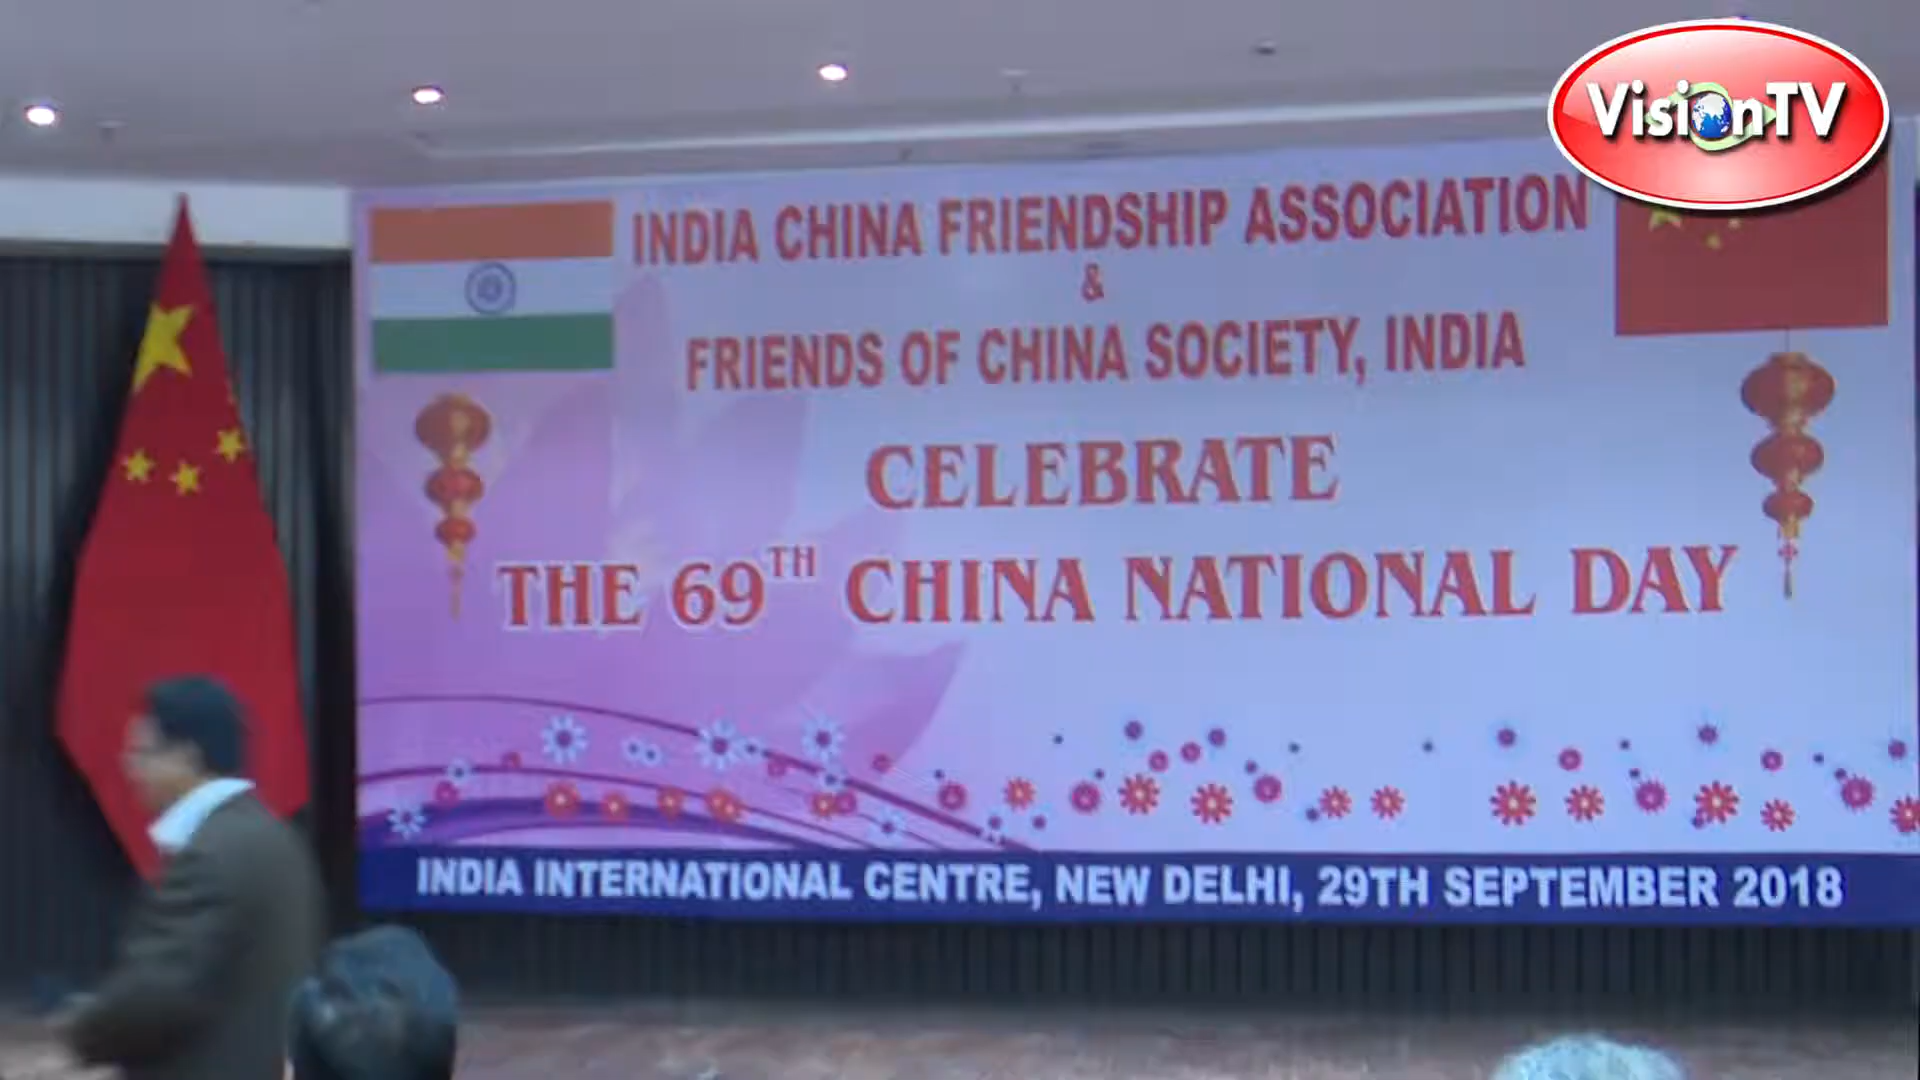 VisionTV
INDIA CHINA FRIENDSHIP ASSOCIATION
&
FRIENDS OF CHINA SOCIETY, INDIA
CELEBRATE
THE 69TH CHINA NATIONAL DAY
INDIA INTERNATIONAL CENTRE, NEW DELHI, 29TH SEPTEMBER 2018